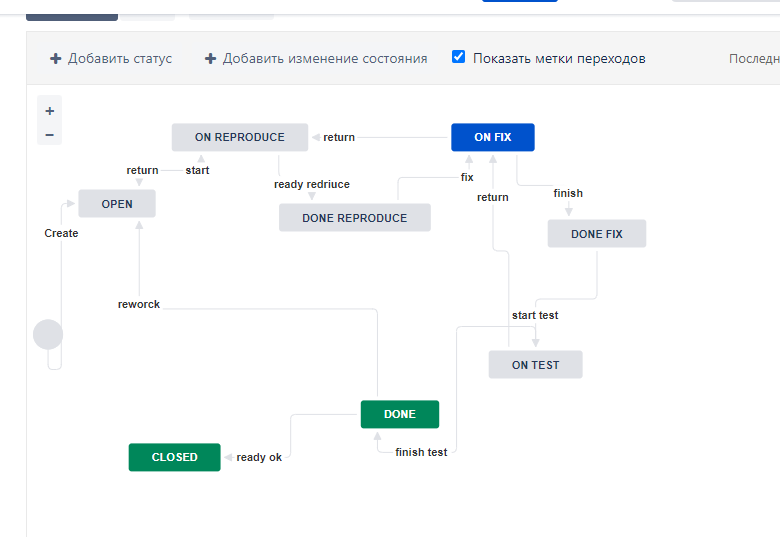 Добавить статус
Добавить изменение состояния
Показать метки переходов
Последн
+
−
ON REPRODUCE
return
ON FIX
return
start
ready redriuce
fix
return
finish
OPEN
DONE REPRODUCE
Create
DONE FIX
reworck
start test
ON TEST
DONE
finish test
CLOSED
ready ok